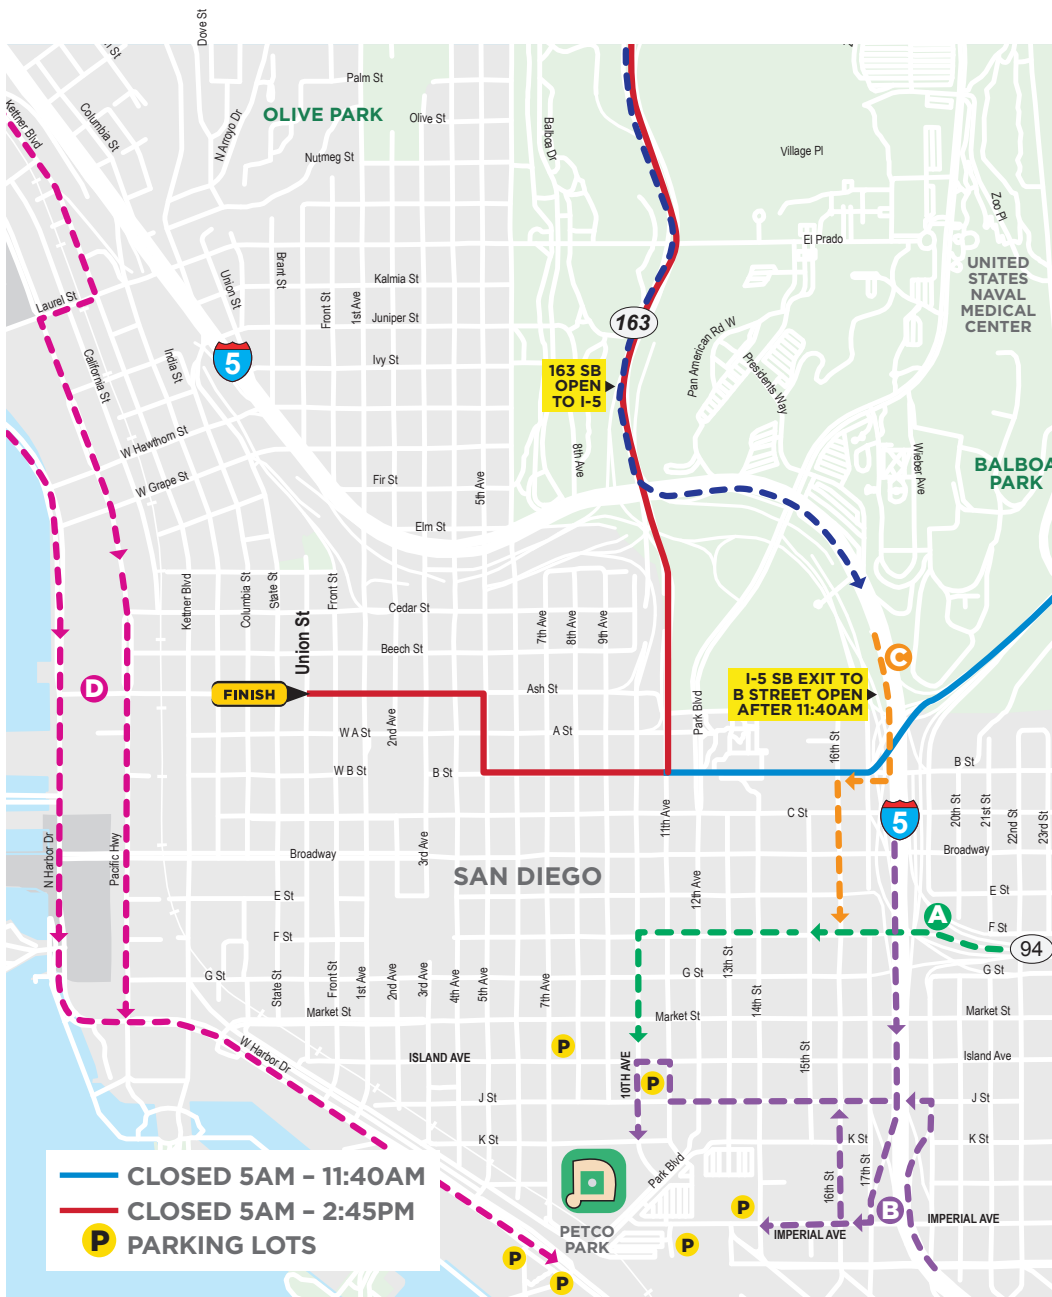 Dove St
Palm St
OLIVE PARK
Olive St
Kettner Blvd
Columbia St
N Arroyo Dr
Nutmeg St
Balboa Dr
Village Pl
Zoo Pl
El Prado
UNITED
STATES
NAVAL
MEDICAL
CENTER
Brant St
Union St
Kalmia St
Laurel St
Front St
1st Ave
Juniper St
163
5
Ivy St
India St
California St
163 SB
OPEN
TO I-5
Pan American Rd W
Presidents Way
W Hawthorn St
W Grape St
Fir St
5th Ave
8th Ave
Wieber Ave
BALBOA
PARK
Elm St
Kettner Blvd
Columbia St
State St
Front St
Cedar St
Union St
7th Ave
8th Ave
9th Ave
Beech St
C
D
FINISH
Ash St
I-5 SB EXIT TO
B STREET OPEN
AFTER 11:40AM
Park Blvd
2nd Ave
W A St
A St
16th St
W B St
B St
B St
11th Ave
C St
5
20th St
21st St
22nd St
23rd St
N Harbor Dr
Pacific Hwy
Broadway
3rd Ave
Broadway
SAN DIEGO
12th Ave
E St
E St
A
F St
F St
94
G St
State St
Front St
1st Ave
2nd Ave
3rd Ave
4th Ave
5th Ave
7th Ave
G St
13th St
14th St
G St
Market St
Market St
Market St
W Harbor Dr
ISLAND AVE
P
10TH AVE
P
15th St
Island Ave
J St
J St
K St
K St
K St
Park Blvd
16th St
17th St
B
PETCO
PARK
P
P
IMPERIAL AVE
IMPERIAL AVE
P
P
CLOSED 5AM – 11:40AM
CLOSED 5AM – 2:45PM
P PARKING LOTS